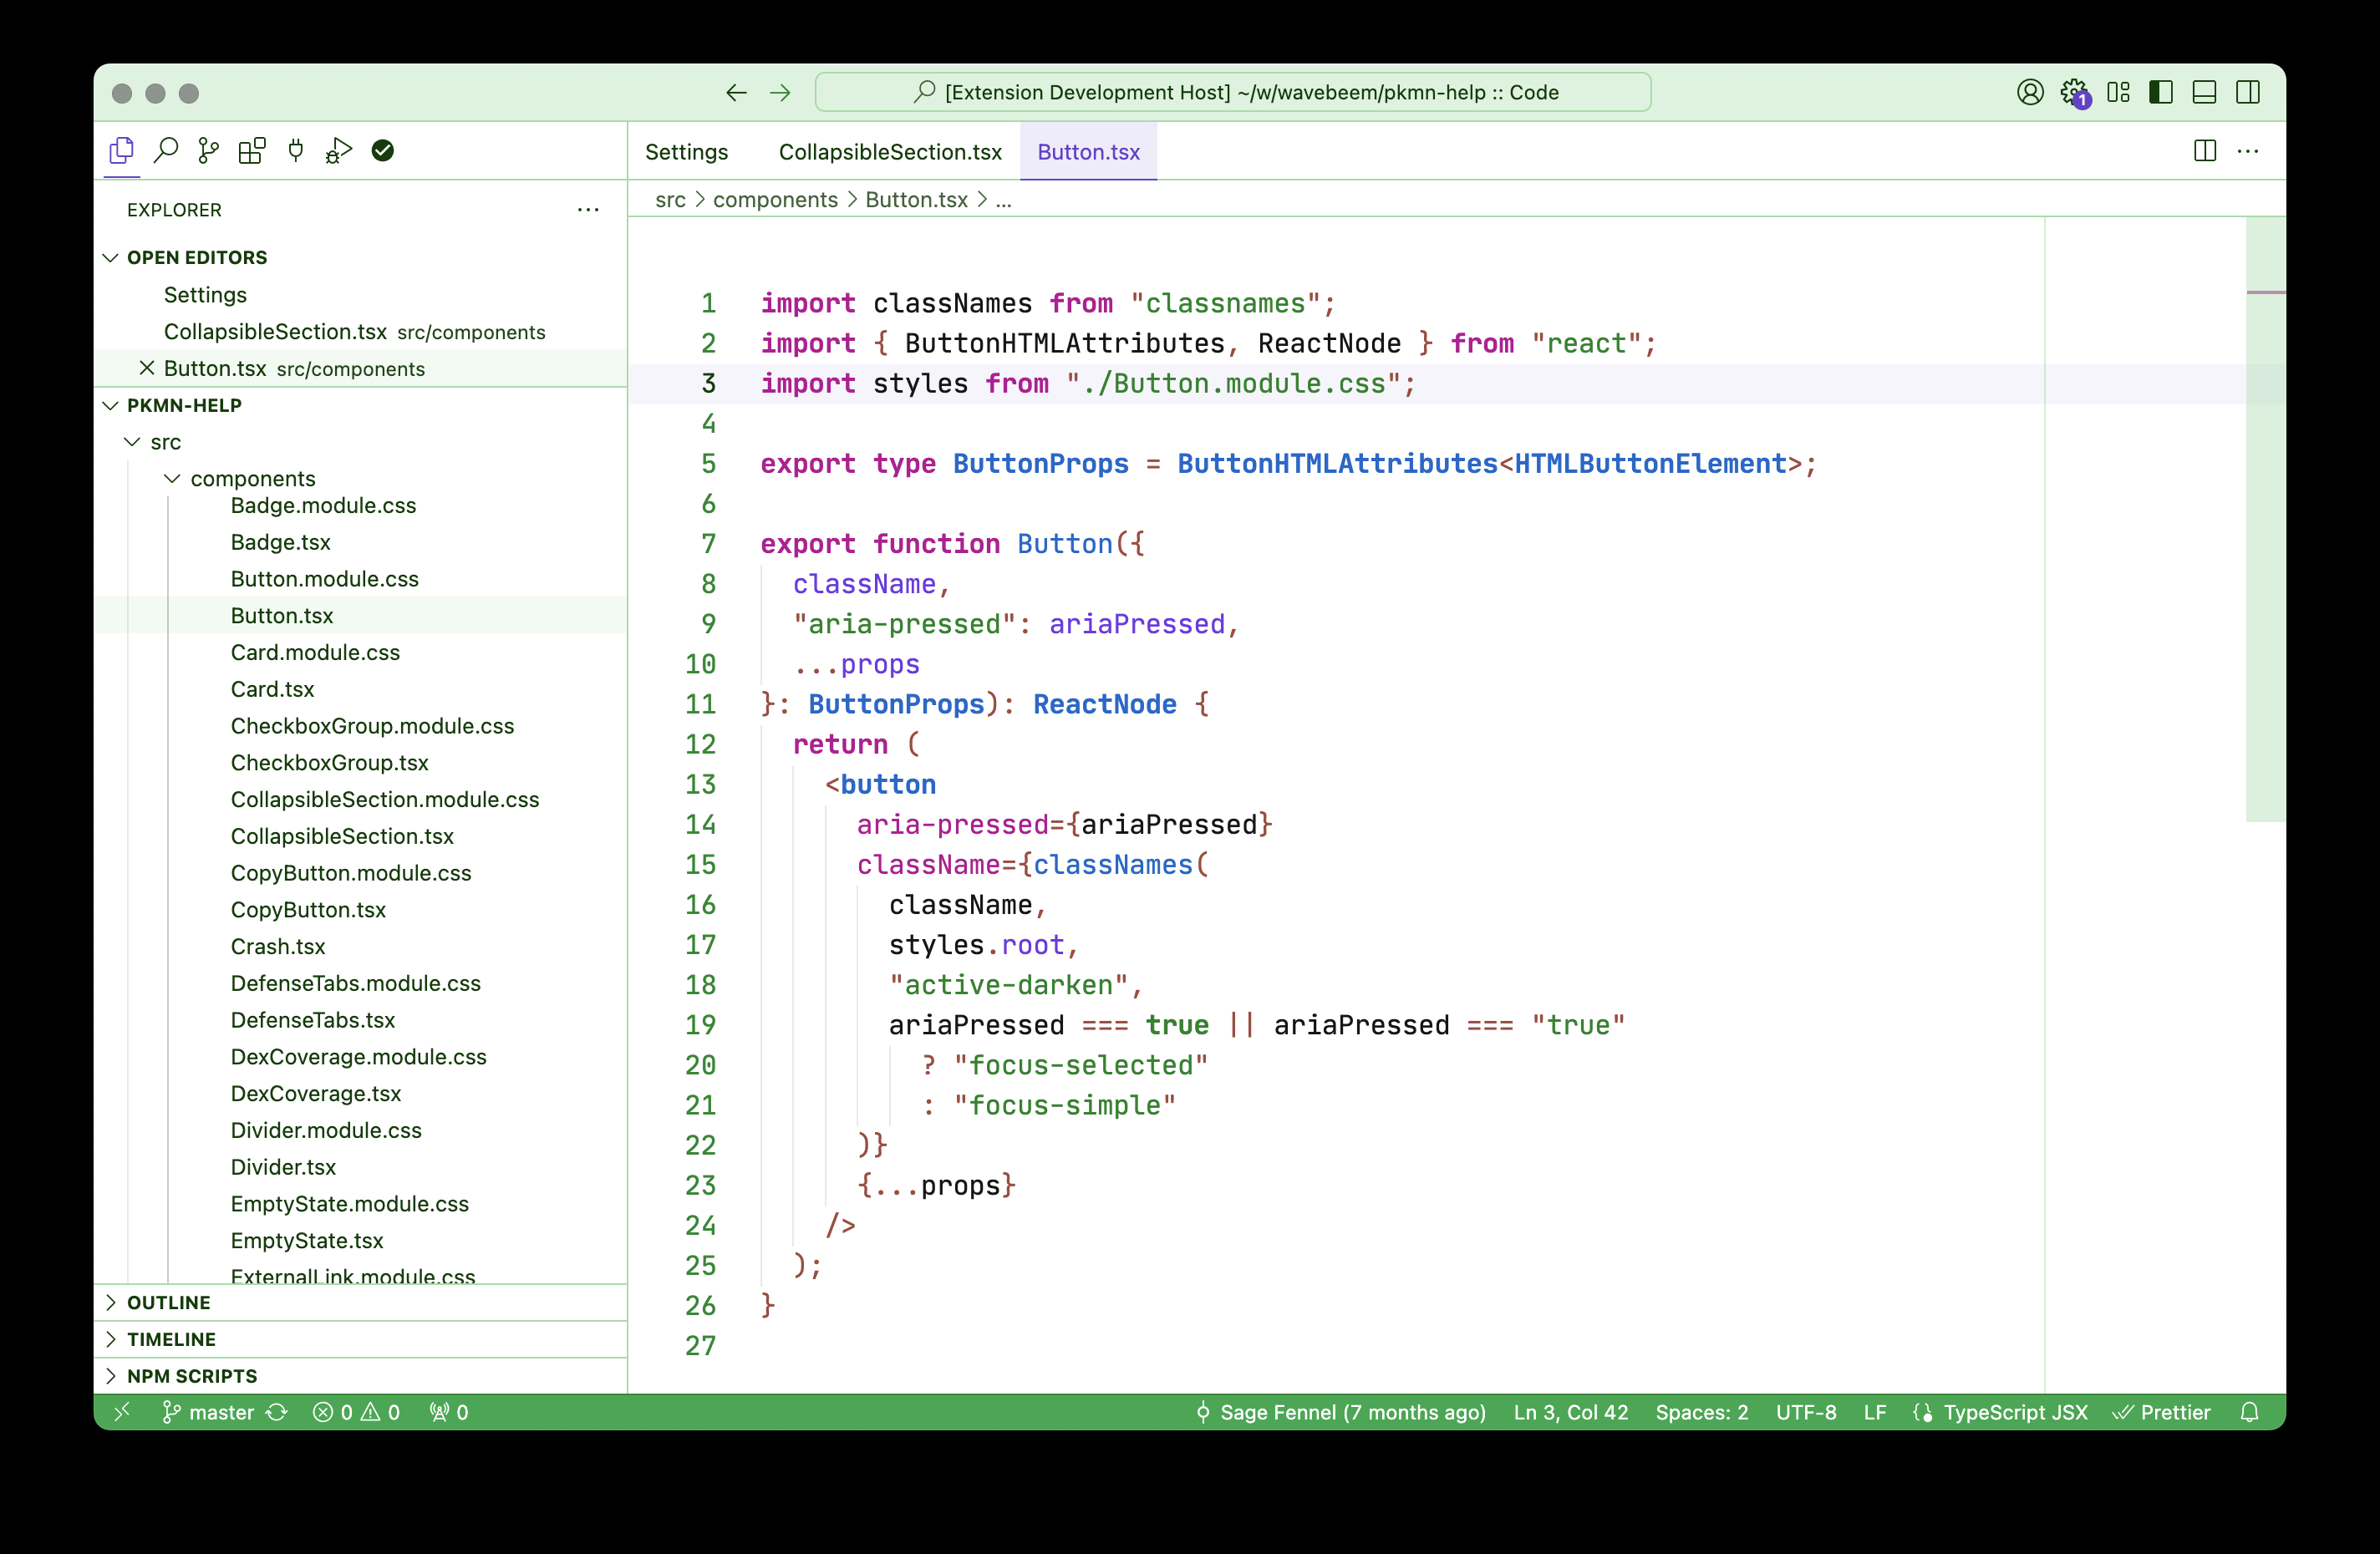 [Extension Development Host] ~/w/wavebeem/pkmn-help :: Code
1
Settings
CollapsibleSection.tsx
Button.tsx
EXPLORER
src > components > Button.tsx > ...
OPEN EDITORS
Settings
CollapsibleSection.tsx src/components
Button.tsx src/components
PKMN-HELP
src
components
Badge.module.css
Badge.tsx
Button.module.css
Button.tsx
Card.module.css
Card.tsx
CheckboxGroup.module.css
CheckboxGroup.tsx
CollapsibleSection.module.css
CollapsibleSection.tsx
CopyButton.module.css
CopyButton.tsx
Crash.tsx
DefenseTabs.module.css
DefenseTabs.tsx
DexCoverage.module.css
DexCoverage.tsx
Divider.module.css
Divider.tsx
EmptyState.module.css
EmptyState.tsx
ExternalLink.module.css
OUTLINE
TIMELINE
NPM SCRIPTS
1 import classNames from "classnames";
2 import { ButtonHTMLAttributes, ReactNode } from "react";
3 import styles from "./Button.module.css";
4
5 export type ButtonProps = ButtonHTMLAttributes<HTMLButtonElement>;
6
7 export function Button({
8 className,
9 "aria-pressed": ariaPressed,
10 ...props
11 }: ButtonProps): ReactNode {
12 return (
13 <button
14 aria-pressed={ariaPressed}
15 className={classNames(
16 className,
17 styles.root,
18 "active-darken",
19 ariaPressed === true || ariaPressed === "true"
20 ? "focus-selected"
21 : "focus-simple"
22 )}
23 {...props}
24 />
25 );
26 }
27
master 0 0 0 Sage Fennel (7 months ago) Ln 3, Col 42 Spaces: 2 UTF-8 LF TypeScript JSX Prettier